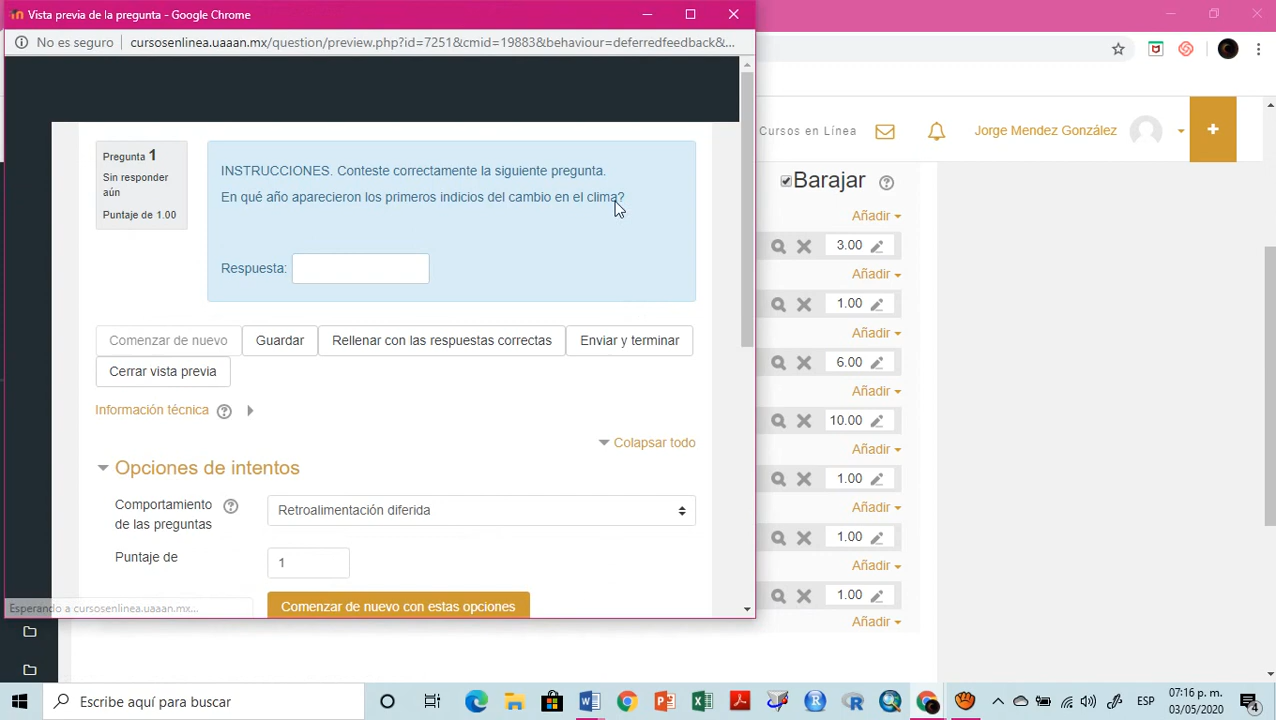 Vista previa de la pregunta - Google Chrome
No es seguro
cursosenlinea.uaaan.mx/question/preview.php?id=7251&cmid=19883&behaviour=deferredfeedback&...
Cursos en Línea
Jorge Mendez González
+
Pregunta 1
Sin responder
aún
Puntaje de 1.00
INSTRUCCIONES. Conteste correctamente la siguiente pregunta.
En qué año aparecieron los primeros indicios del cambio en el clima?
Respuesta:
Comenzar de nuevo
Guardar
Rellenar con las respuestas correctas
Enviar y terminar
Cerrar vista previa
Información técnica
Colapsar todo
Opciones de intentos
Comportamiento
de las preguntas
Retroalimentación diferida
Puntaje de
1
Comenzar de nuevo con estas opciones
Esperando a cursosenlinea.uaaan.mx...
Barajar
Añadir
3.00
Añadir
1.00
Añadir
6.00
Añadir
10.00
Añadir
1.00
Añadir
1.00
Añadir
1.00
Añadir
Escribe aquí para buscar
ESP
07:16 p. m.
03/05/2020
4